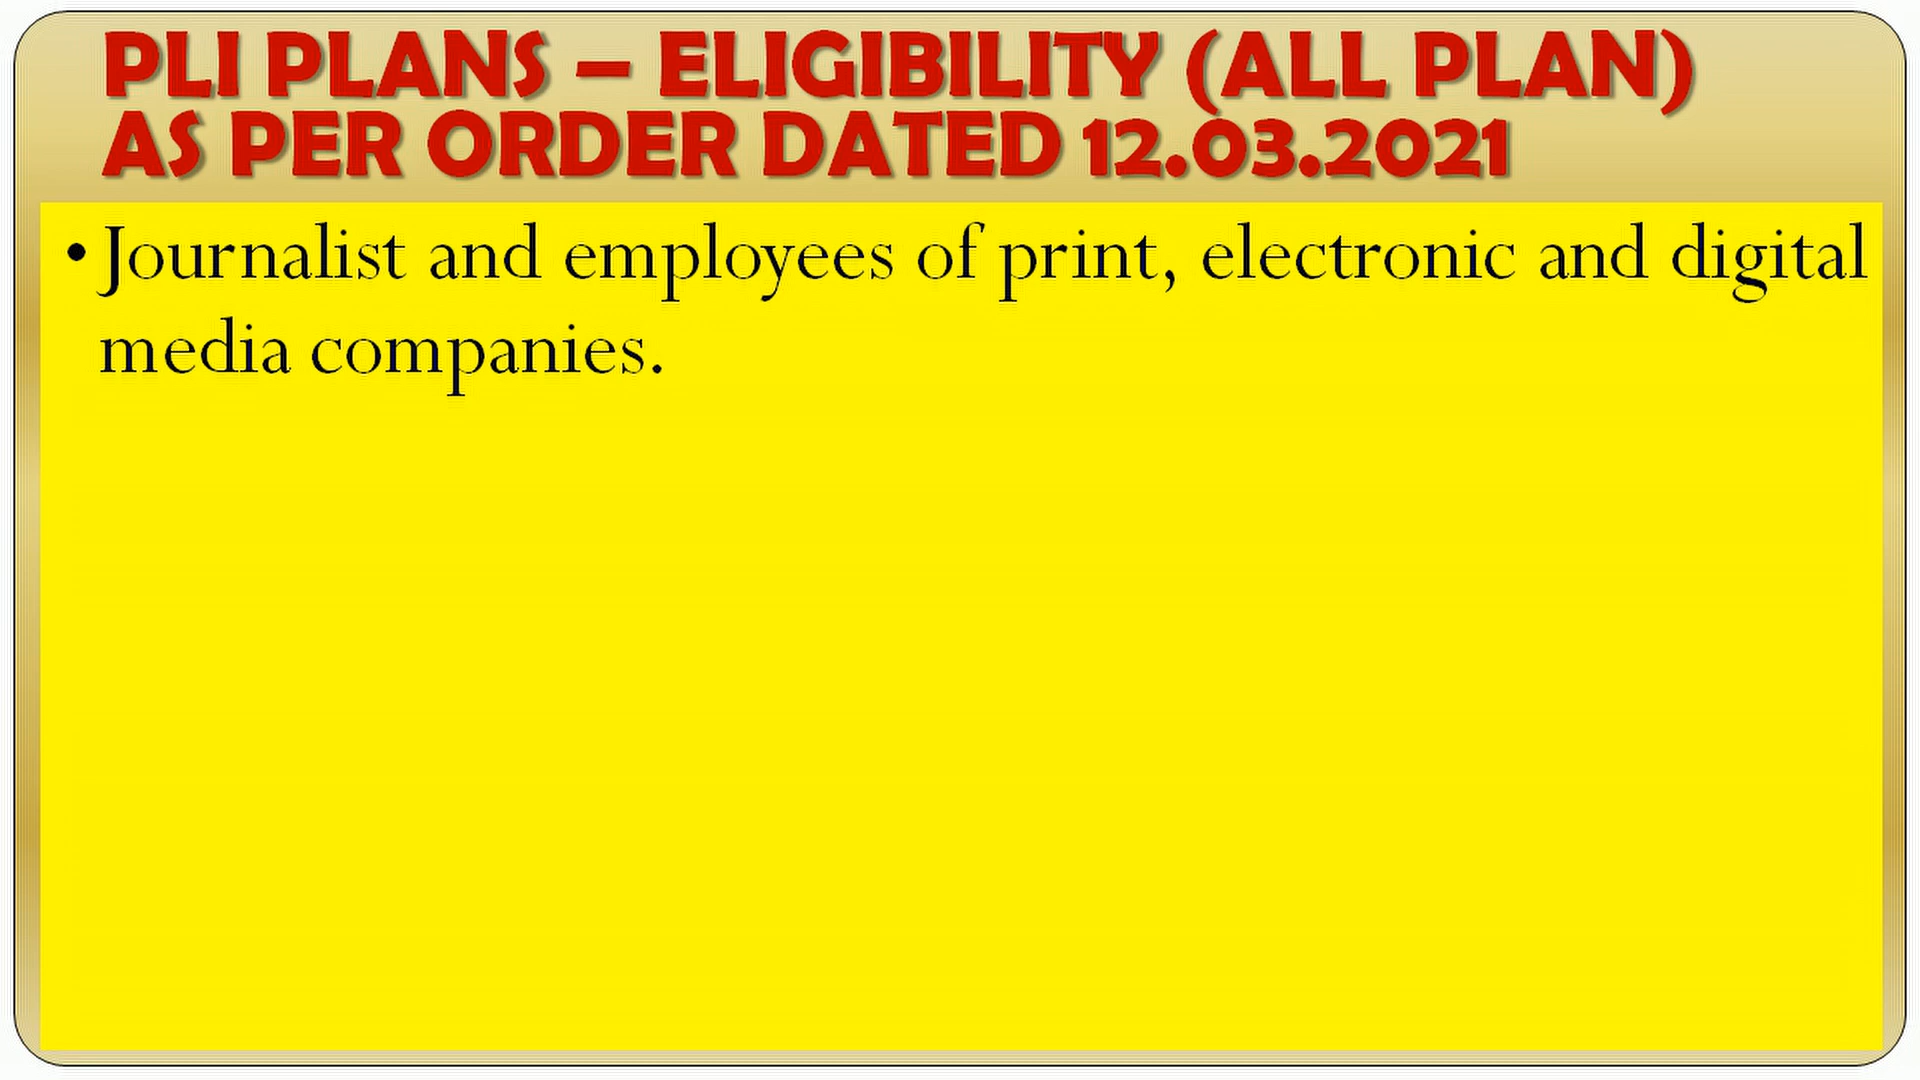 PLI PLANS – ELIGIBILITY (ALL PLAN)
AS PER ORDER DATED 12.03.2021
• Journalist and employees of print, electronic and digital
media companies.